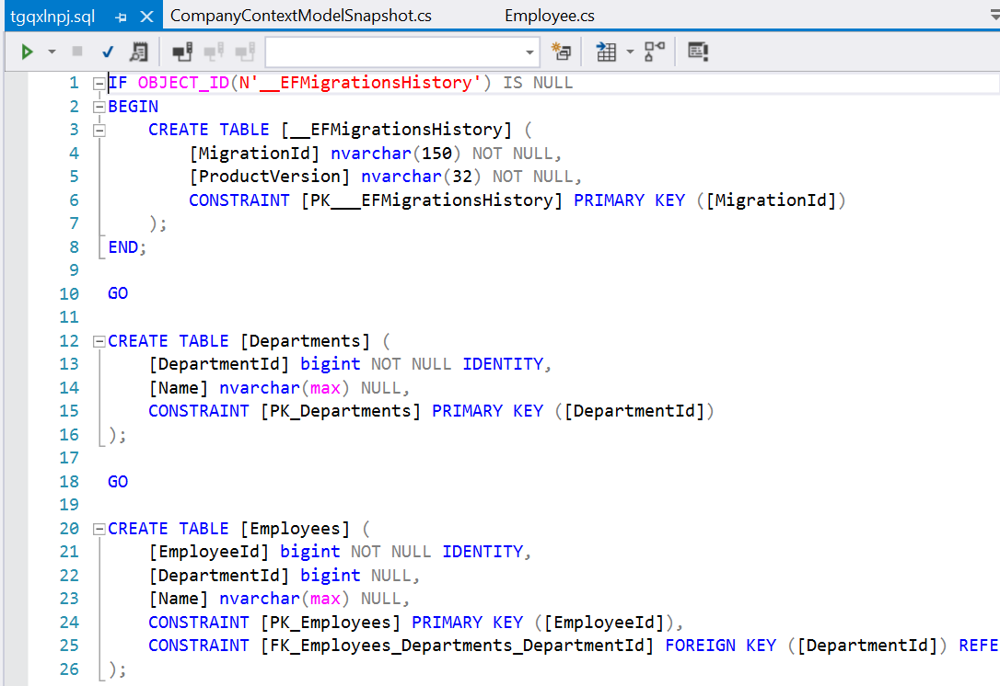 tgqxlnpj.sql CompanyContextModelSnapshot.cs Employee.cs
1 IF OBJECT_ID(N'__EFMigrationsHistory') IS NULL
2 BEGIN
3 CREATE TABLE [__EFMigrationsHistory] (
4 [MigrationId] nvarchar(150) NOT NULL,
5 [ProductVersion] nvarchar(32) NOT NULL,
6 CONSTRAINT [PK___EFMigrationsHistory] PRIMARY KEY ([MigrationId])
7 );
8 END;
9
10 GO
11
12 CREATE TABLE [Departments] (
13 [DepartmentId] bigint NOT NULL IDENTITY,
14 [Name] nvarchar(max) NULL,
15 CONSTRAINT [PK_Departments] PRIMARY KEY ([DepartmentId])
16 );
17
18 GO
19
20 CREATE TABLE [Employees] (
21 [EmployeeId] bigint NOT NULL IDENTITY,
22 [DepartmentId] bigint NULL,
23 [Name] nvarchar(max) NULL,
24 CONSTRAINT [PK_Employees] PRIMARY KEY ([EmployeeId]),
25 CONSTRAINT [FK_Employees_Departments_DepartmentId] FOREIGN KEY ([DepartmentId]) REFE
26 );